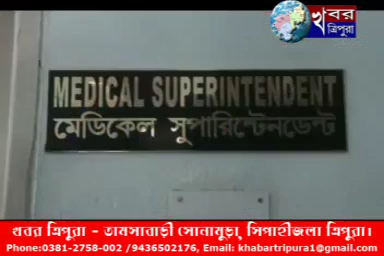 খবর
ত্রিপুরা
MEDICAL SUPERINTENDENT
মেডিকেল সুপারিন্টেনডেন্ট
খবর ত্রিপুরা - তামসাবাড়ী সোনামুড়া, সিপাহীজলা ত্রিপুরা।
Phone:0381-2758-002 /9436502176, Email: khabartripura1@gmail.com